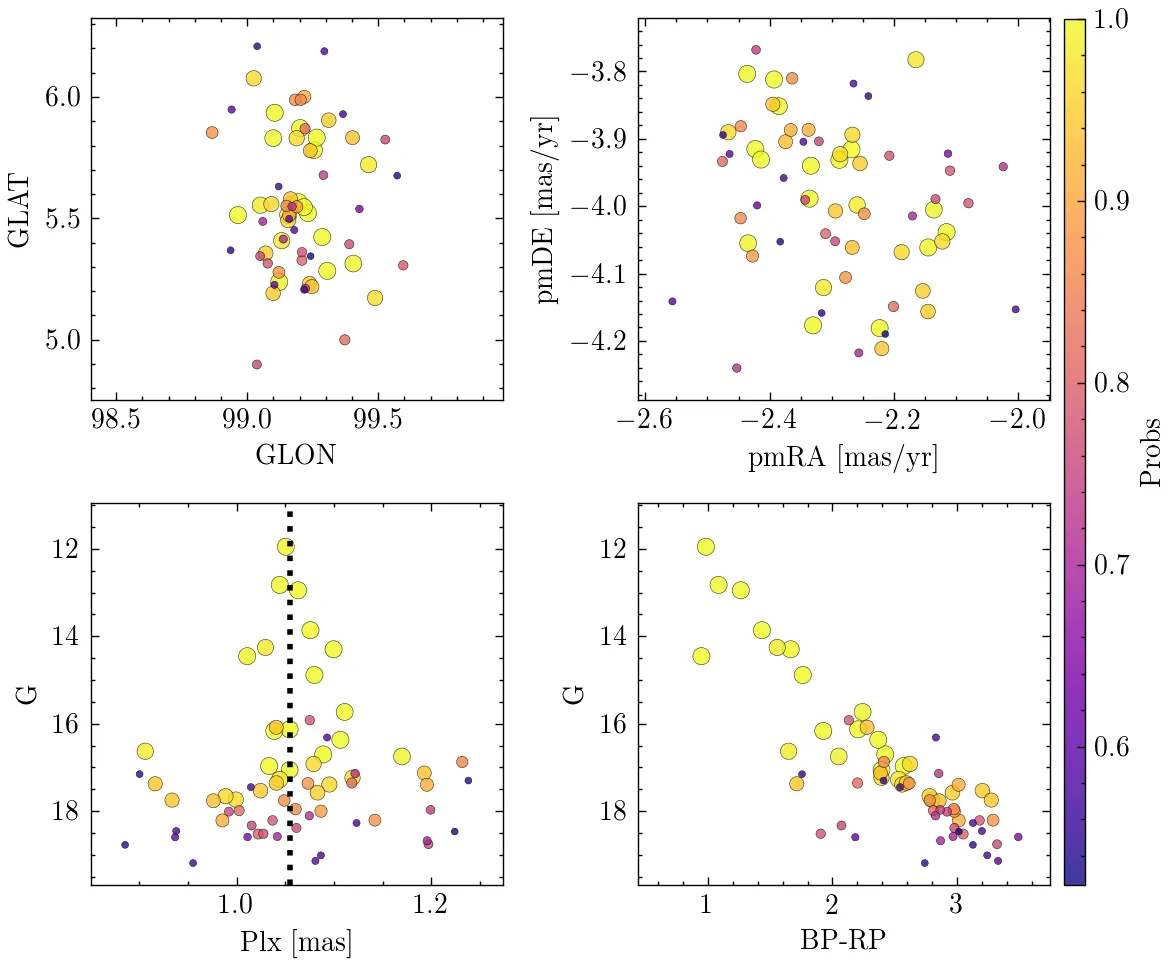 6.0
5.5
5.0
GLAT
98.5 99.0 99.5
GLON
−3.8
−3.9
−4.0
−4.1
−4.2
pmDE [mas/yr]
−2.6 −2.4 −2.2 −2.0
pmRA [mas/yr]
12
14
16
18
G
1.0 1.2
Plx [mas]
12
14
16
18
G
1 2 3
BP-RP
1.0
0.9
0.8
0.7
0.6
Probs